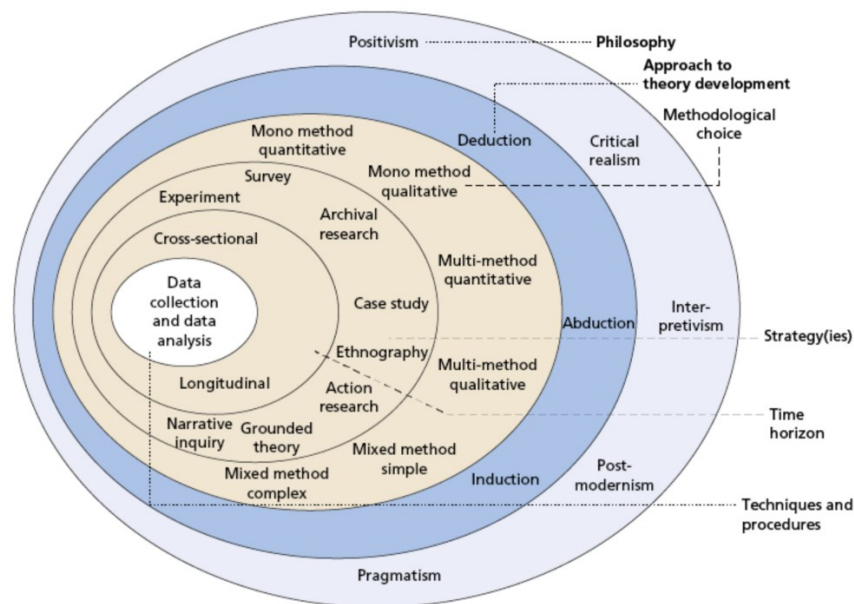 Positivism
Philosophy
Approach to
theory development
Methodological
choice
Mono method
quantitative
Deduction
Critical
realism
Survey
Mono method
qualitative
Experiment
Archival
research
Cross-sectional
Multi-method
quantitative
Data
collection
and data
analysis
Case study
Abduction
Inter-
pretivism
Strategy(ies)
Ethnography
Multi-method
qualitative
Longitudinal
Action
research
Time
horizon
Narrative
inquiry
Grounded
theory
Mixed method
simple
Mixed method
complex
Induction
Post-
modernism
Techniques and
procedures
Pragmatism